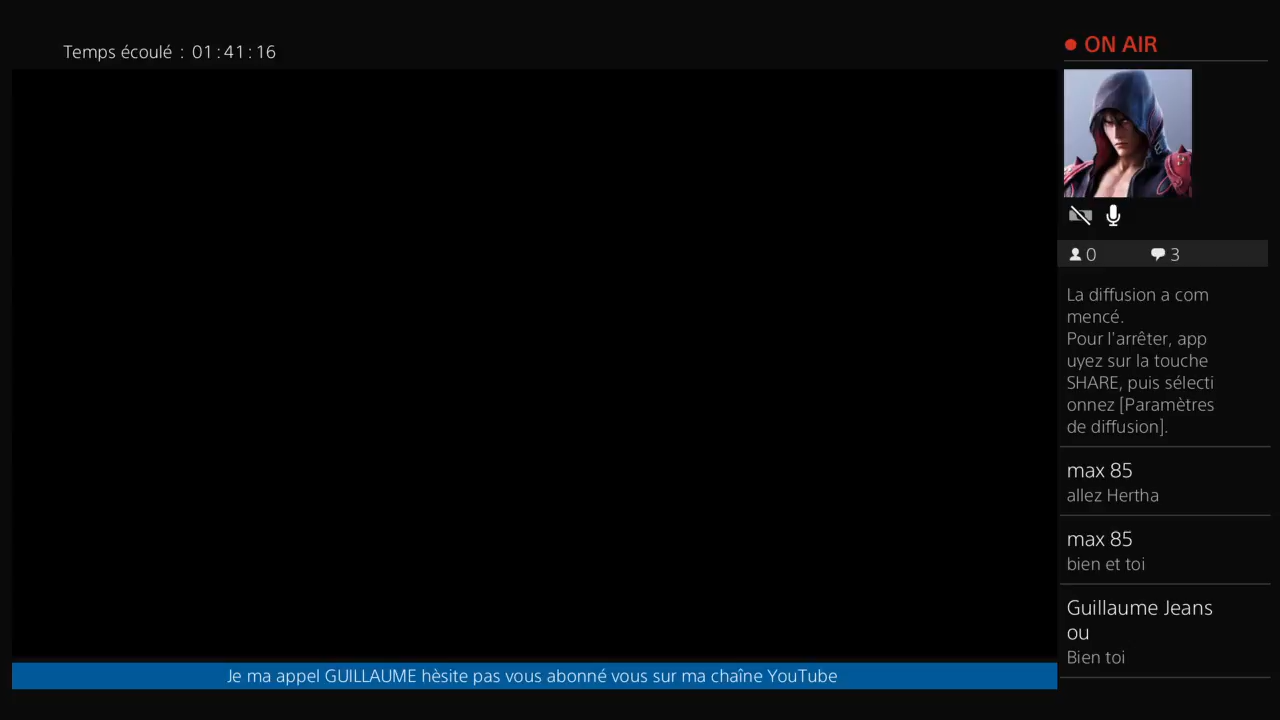 Temps écoulé : 01:41:16
ON AIR
0 3
La diffusion a com
mencé.
Pour l'arrêter, app
uyez sur la touche
SHARE, puis sélecti
onnez [Paramètres
de diffusion].
max 85
allez Hertha
max 85
bien et toi
Guillaume Jeans
ou
Bien toi
Je ma appel GUILLAUME hèsite pas vous abonné vous sur ma chaîne YouTube